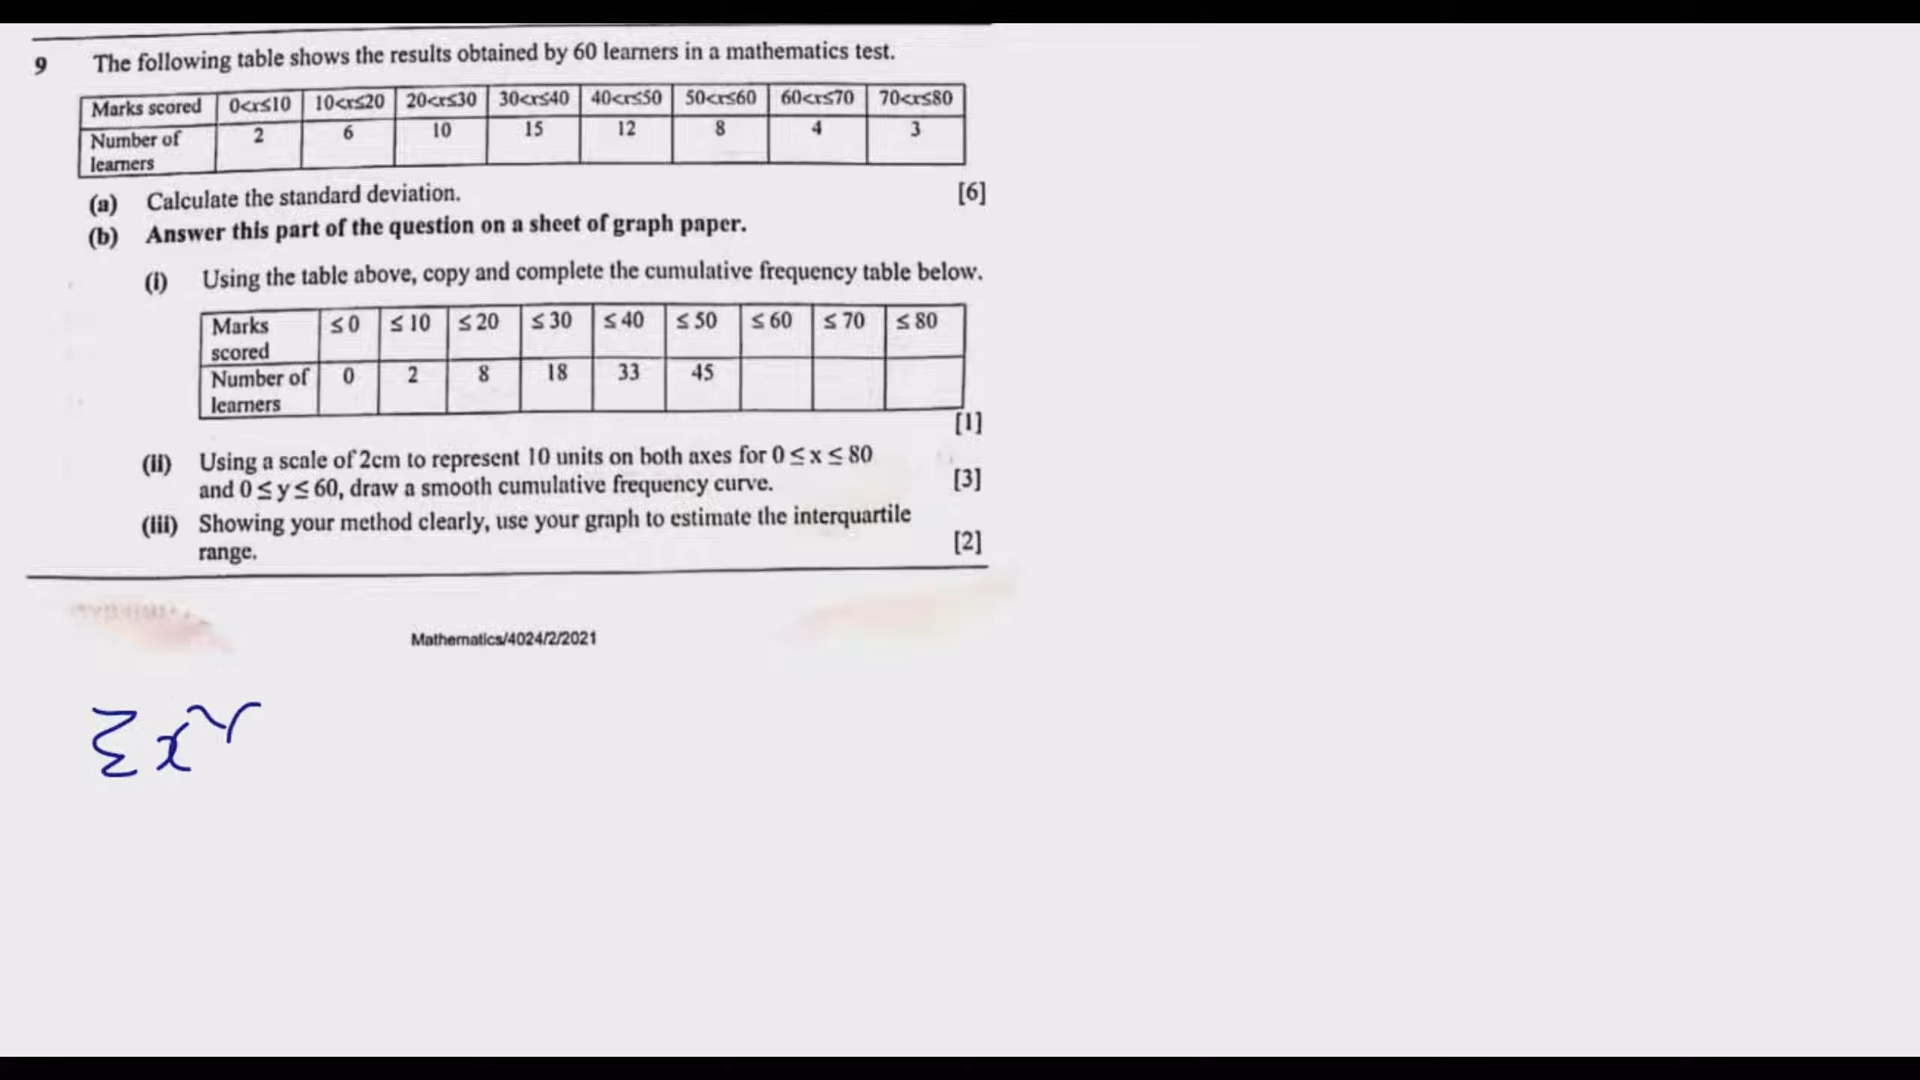 9 The following table shows the results obtained by 60 learners in a mathematics test.
Marks scored 0<x≤10 10<x≤20 20<x≤30 30<x≤40 40<x≤50 50<x≤60 60<x≤70 70<x≤80
Number of learners 2 6 10 15 12 8 4 3
(a) Calculate the standard deviation. [6]
(b) Answer this part of the question on a sheet of graph paper.
(i) Using the table above, copy and complete the cumulative frequency table below.
Marks scored ≤ 0 ≤ 10 ≤ 20 ≤ 30 ≤ 40 ≤ 50 ≤ 60 ≤ 70 ≤ 80
Number of learners 0 2 8 18 33 45
[1]
(ii) Using a scale of 2cm to represent 10 units on both axes for 0 ≤ x ≤ 80
and 0 ≤ y ≤ 60, draw a smooth cumulative frequency curve. [3]
(iii) Showing your method clearly, use your graph to estimate the interquartile
range. [2]
Mathematics/4024/2/2021
Σx